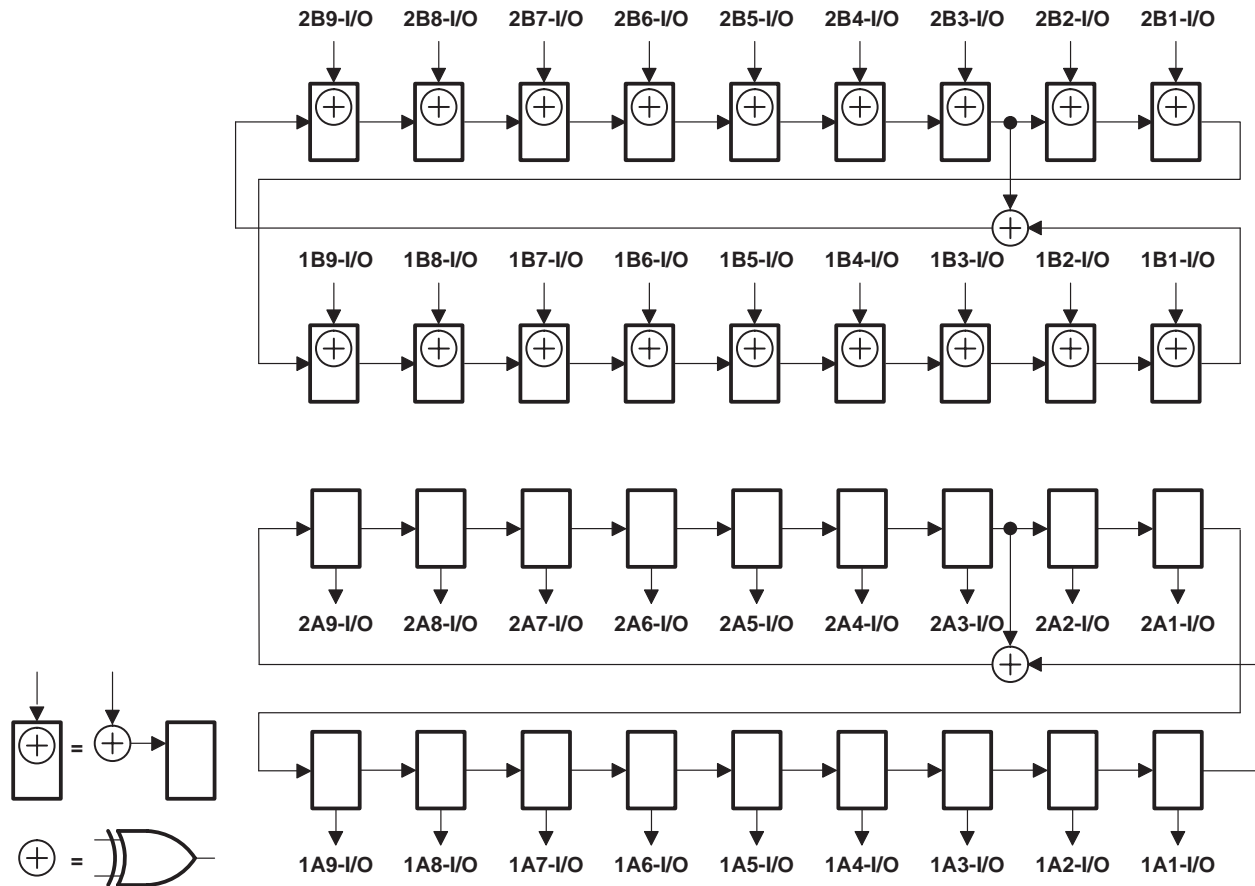 2B9-I/O 2B8-I/O 2B7-I/O 2B6-I/O 2B5-I/O 2B4-I/O 2B3-I/O 2B2-I/O 2B1-I/O
1B9-I/O 1B8-I/O 1B7-I/O 1B6-I/O 1B5-I/O 1B4-I/O 1B3-I/O 1B2-I/O 1B1-I/O
2A9-I/O 2A8-I/O 2A7-I/O 2A6-I/O 2A5-I/O 2A4-I/O 2A3-I/O 2A2-I/O 2A1-I/O
=
=
1A9-I/O 1A8-I/O 1A7-I/O 1A6-I/O 1A5-I/O 1A4-I/O 1A3-I/O 1A2-I/O 1A1-I/O